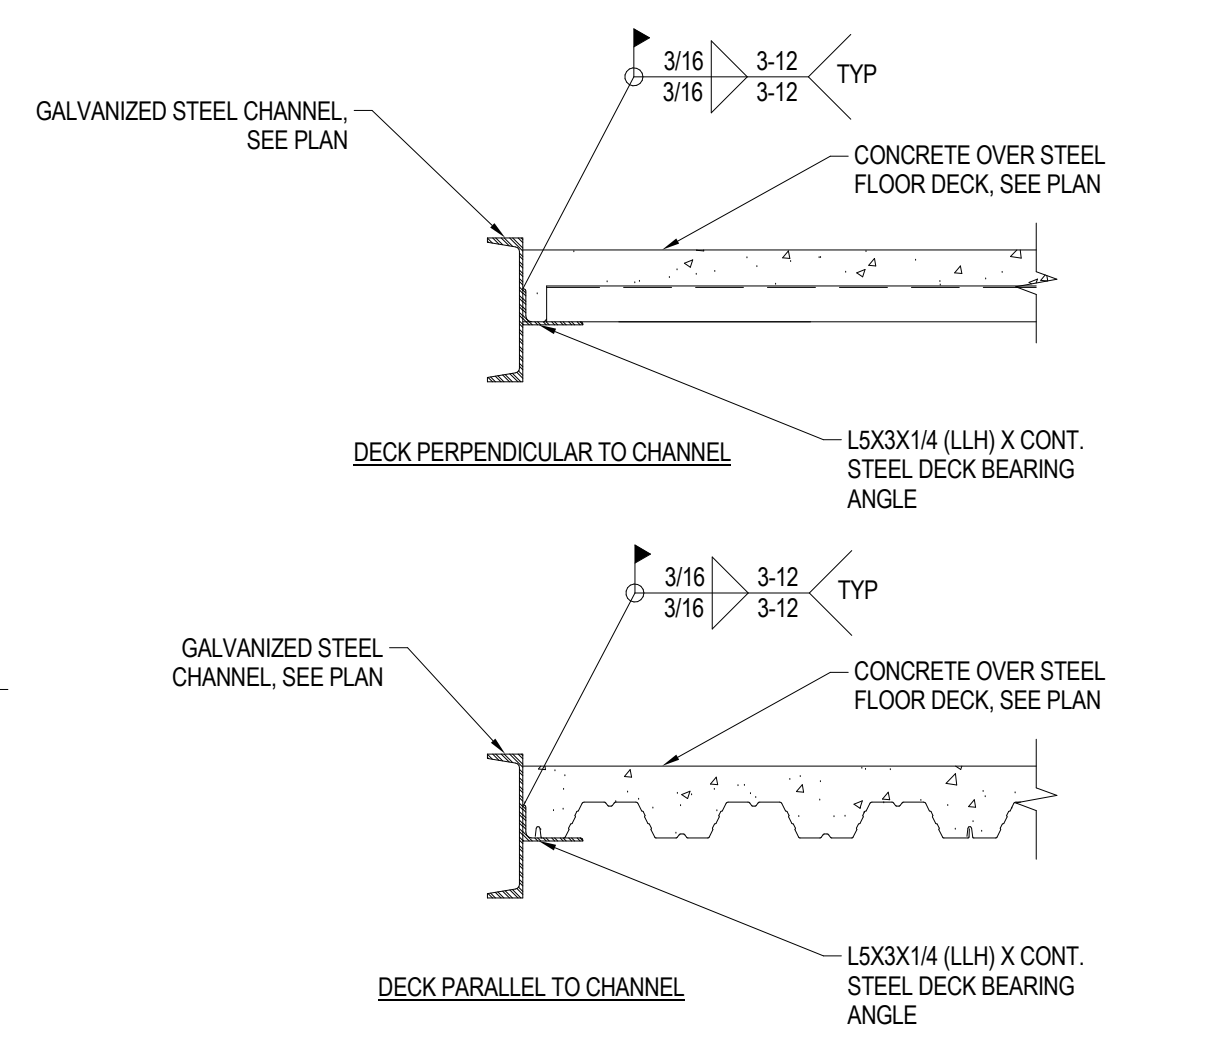 3/16
3-12
TYP
3/16
3-12
GALVANIZED STEEL CHANNEL,
SEE PLAN
CONCRETE OVER STEEL
FLOOR DECK, SEE PLAN
L5X3X1/4 (LLH) X CONT.
STEEL DECK BEARING
ANGLE
DECK PERPENDICULAR TO CHANNEL
3/16
3-12
TYP
3/16
3-12
GALVANIZED STEEL
CHANNEL, SEE PLAN
CONCRETE OVER STEEL
FLOOR DECK, SEE PLAN
L5X3X1/4 (LLH) X CONT.
STEEL DECK BEARING
ANGLE
DECK PARALLEL TO CHANNEL